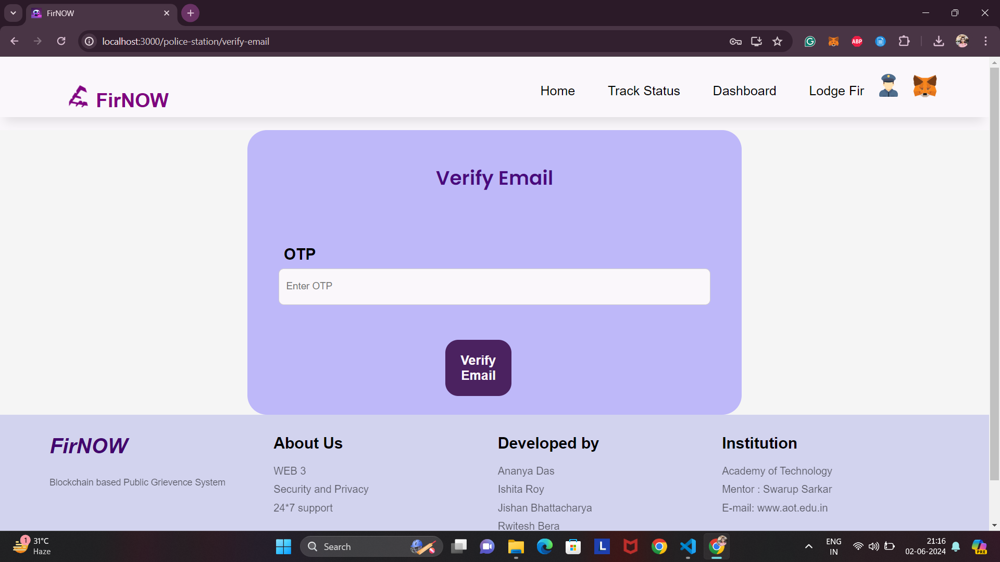 FirNOW
localhost:3000/police-station/verify-email
ABP
FirNOW
Home
Track Status
Dashboard
Lodge Fir
Verify Email
OTP
Enter OTP
Verify
Email
FirNOW
Blockchain based Public Grievence System
About Us
WEB 3
Security and Privacy
24*7 support
Developed by
Ananya Das
Ishita Roy
Jishan Bhattacharya
Rwitesh Bera
Institution
Academy of Technology
Mentor : Swarup Sarkar
E-mail: www.aot.edu.in
1
31°C
Haze
Search
L
ENG
IN
21:16
02-06-2024
PRE